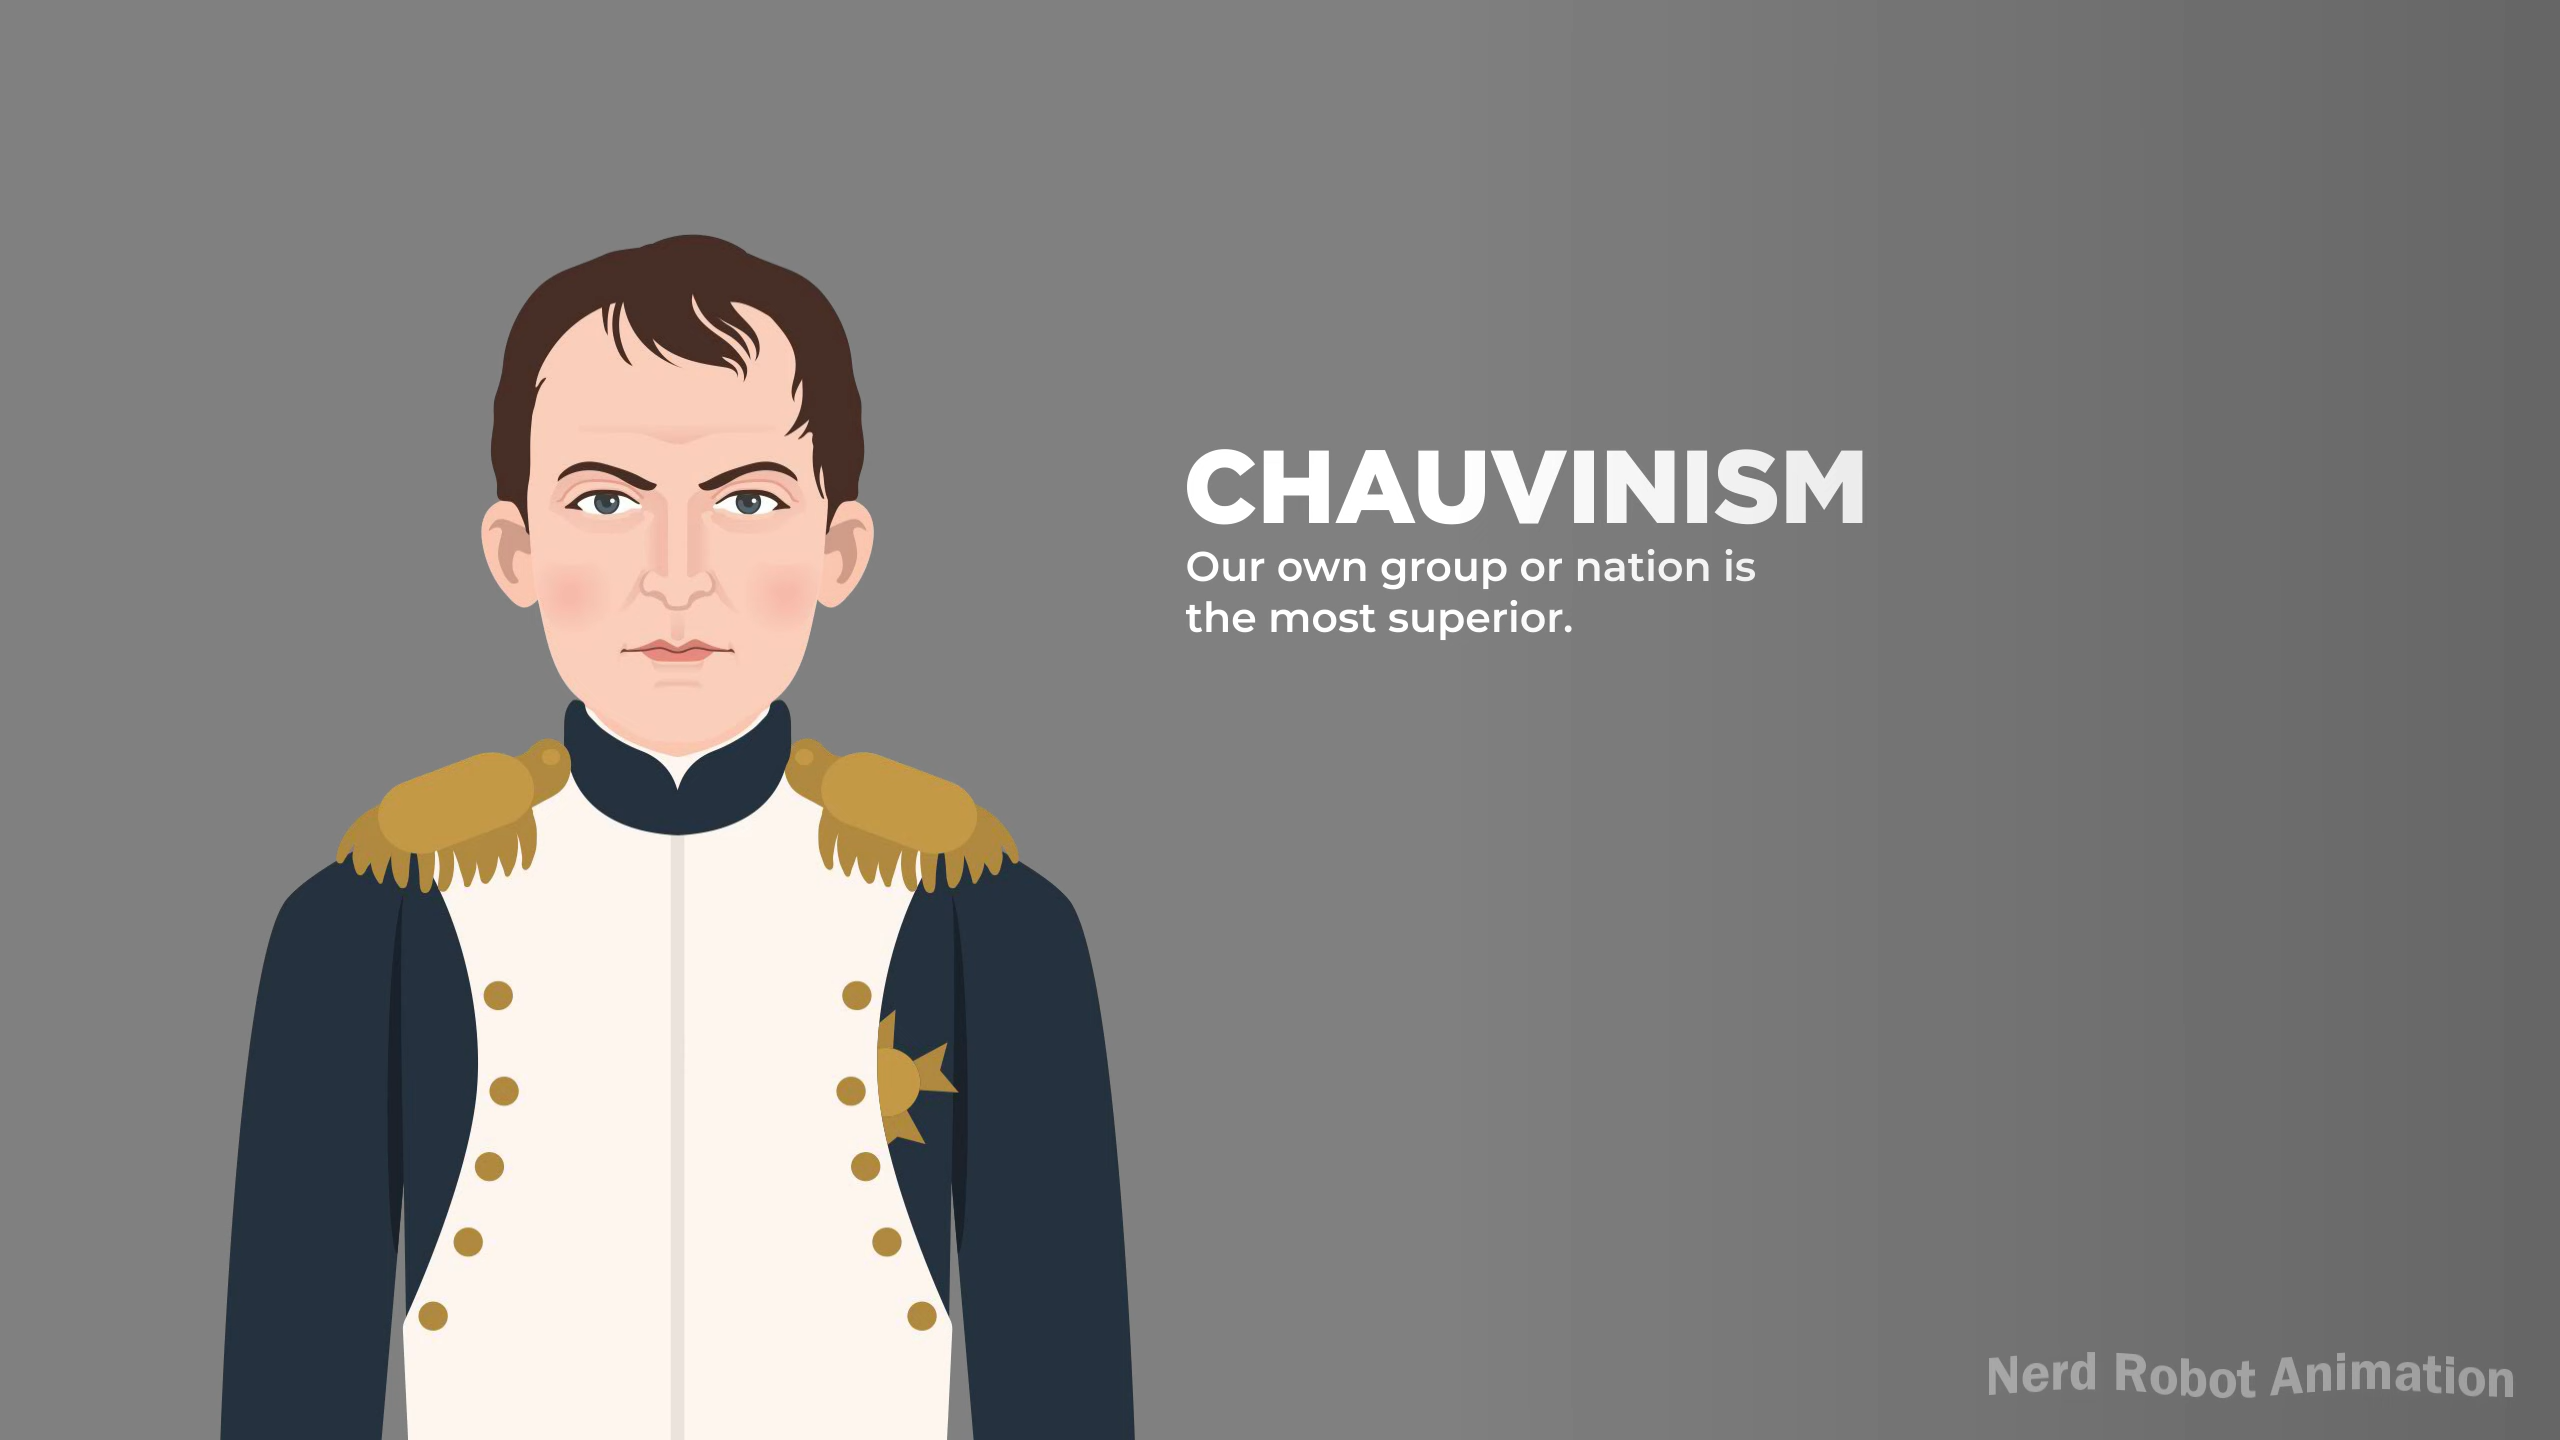 CHAUVINISM
Our own group or nation is
the most superior.
Nerd Robot Animation